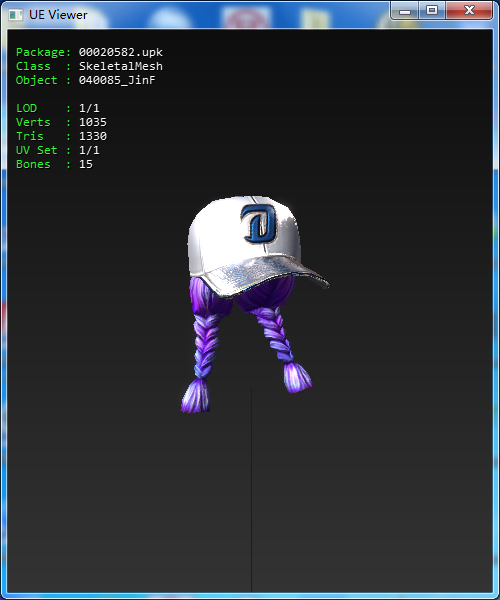 UE Viewer
Package: 00020582.upk
Class : SkeletalMesh
Object : 040085_JinF
LOD : 1/1
Verts : 1035
Tris : 1330
UV Set : 1/1
Bones : 15
D